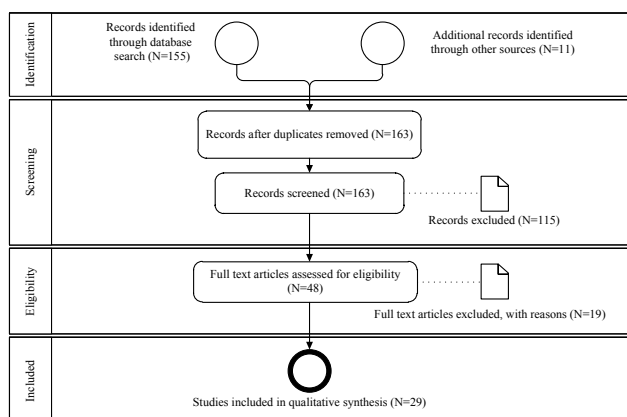 Identification
Records identified
through database
search (N=155)
Additional records identified
through other sources (N=11)
Screening
Records after duplicates removed (N=163)
Records screened (N=163)
Records excluded (N=115)
Eligibility
Full text articles assessed for eligibility
(N=48)
Full text articles excluded, with reasons (N=19)
Included
Studies included in qualitative synthesis (N=29)